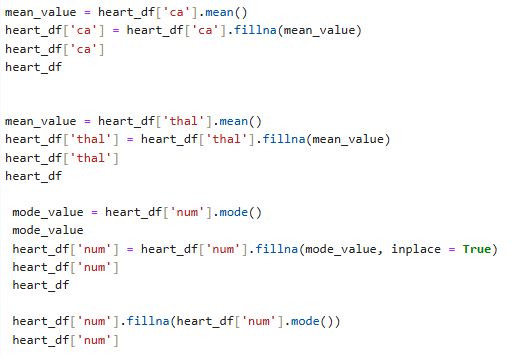 mean_value = heart_df['ca'].mean()
heart_df['ca'] = heart_df['ca'].fillna(mean_value)
heart_df['ca']
heart_df
mean_value = heart_df['thal'].mean()
heart_df['thal'] = heart_df['thal'].fillna(mean_value)
heart_df['thal']
heart_df
mode_value = heart_df['num'].mode()
mode_value
heart_df['num'] = heart_df['num'].fillna(mode_value, inplace = True)
heart_df['num']
heart_df
heart_df['num'].fillna(heart_df['num'].mode())
heart_df['num']